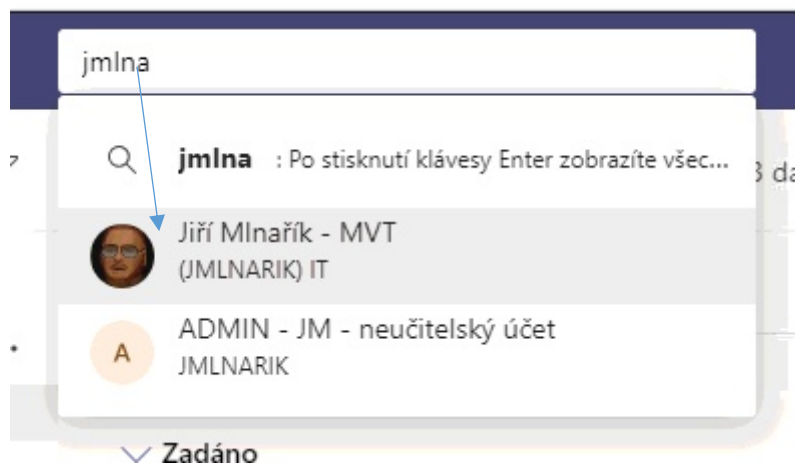 jmlna
jmlna : Po stisknutí klávesy Enter zobrazíte všec...
Jiří Mlnařík - MVT
(JMLNARIK) IT
A
ADMIN - JM - neučitelský účet
JMLNARIK
Zadáno